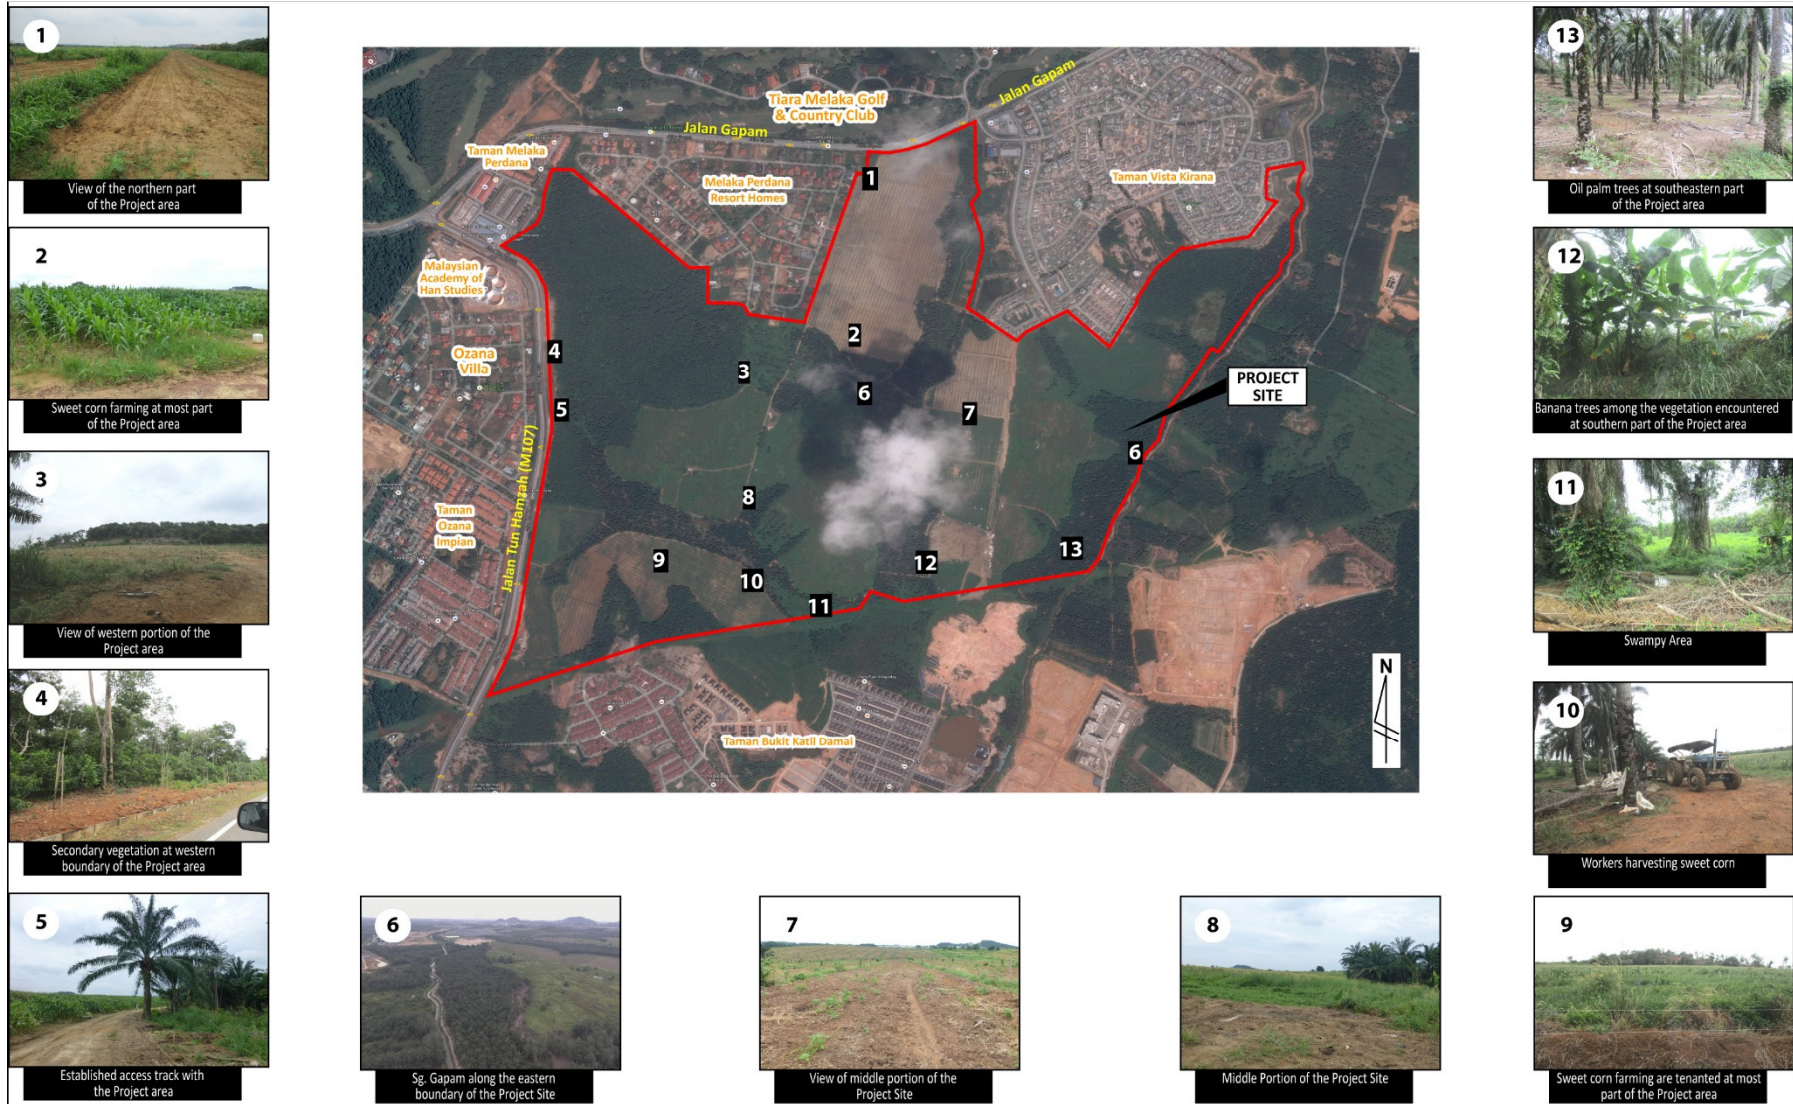 1
View of the northern part
of the Project area
2
Sweet corn farming at most part
of the Project area
3
View of western portion of the
Project area
4
Secondary vegetation at western
boundary of the Project area
5
Established access track with
the Project area
6
Sg. Gapam along the eastern
boundary of the Project Site
7
View of middle portion of the
Project Site
8
Middle Portion of the Project Site
9
Sweet corn farming are tenanted at most
part of the Project area
10
Workers harvesting sweet corn
11
Swampy Area
12
Banana trees among the vegetation encountered
at southern part of the Project area
13
Oil palm trees at southeastern part
of the Project area
Tiara Melaka Golf
& Country Club
Jalan Gapam
Jalan Gapam
Taman Melaka
Perdana
Melaka Perdana
Resort Homes
Taman Vista Kirana
Malaysian
Academy of
Han Studies
Ozana
Villa
Taman
Ozana
Impian
Jalan Tun Hamzah (M107)
Taman Bukit Katil Damai
PROJECT
SITE
1
2
3
4
5
6
7
6
8
9
10
11
12
13
N